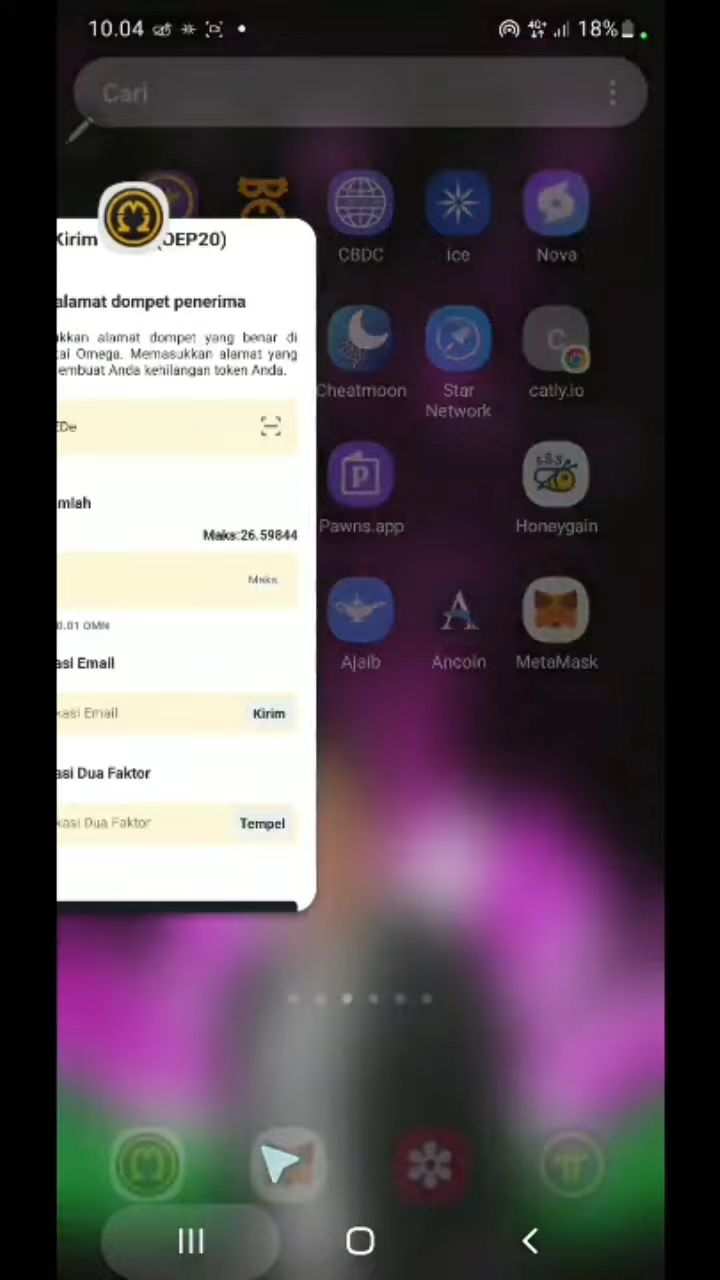 10.04
4G+
18%
Cari
Kirim
(OEP20)
CBDC
ice
Nova
alamat dompet penerima
ukkan alamat dompet yang benar di
tai Omega. Memasukkan alamat yang
embuat Anda kehilangan token Anda.
Cheatmoon
Star
Network
catly.io
EDe
mlah
Maks:26.59844
Pawns.app
Honeygain
Maks
0.01 OMN
asi Email
Ajaib
Ancoin
MetaMask
kasi Email
Kirim
asi Dua Faktor
kasi Dua Faktor
Tempel